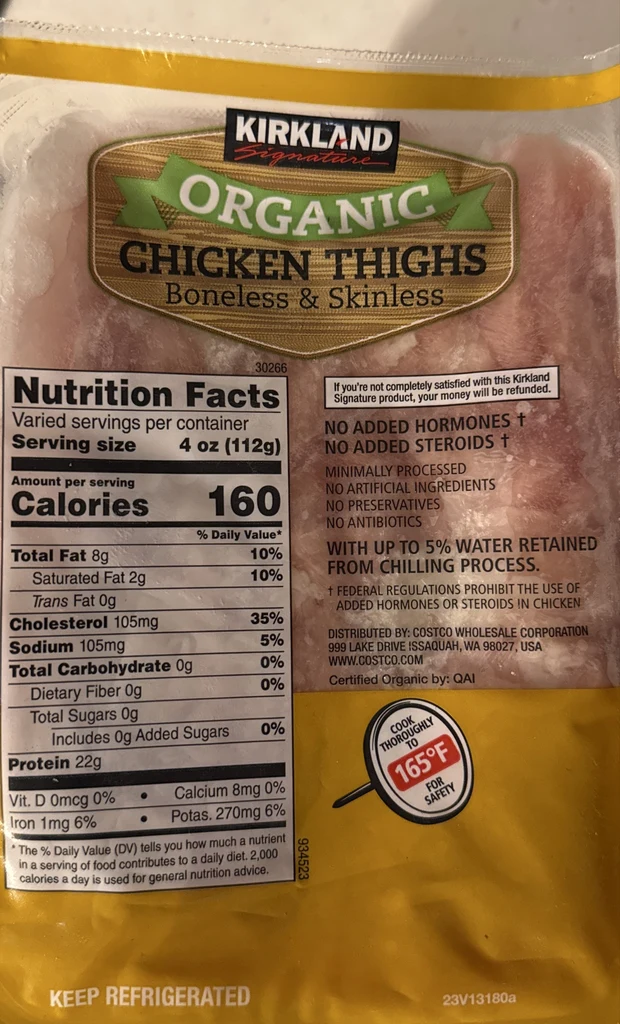 KIRKLAND
Signature
ORGANIC
CHICKEN THIGHS
Boneless & Skinless
30266
Nutrition Facts
Varied servings per container
Serving size 4 oz (112g)
Amount per serving
Calories 160
% Daily Value*
Total Fat 8g 10%
Saturated Fat 2g 10%
Trans Fat 0g
Cholesterol 105mg 35%
Sodium 105mg 5%
Total Carbohydrate 0g 0%
Dietary Fiber 0g 0%
Total Sugars 0g
Includes 0g Added Sugars 0%
Protein 22g
Vit. D 0mcg 0% • Calcium 8mg 0%
Iron 1mg 6% • Potas. 270mg 6%
* The % Daily Value (DV) tells you how much a nutrient
in a serving of food contributes to a daily diet. 2,000
calories a day is used for general nutrition advice.
934523
If you're not completely satisfied with this Kirkland
Signature product, your money will be refunded.
NO ADDED HORMONES †
NO ADDED STEROIDS †
MINIMALLY PROCESSED
NO ARTIFICIAL INGREDIENTS
NO PRESERVATIVES
NO ANTIBIOTICS
WITH UP TO 5% WATER RETAINED
FROM CHILLING PROCESS.
† FEDERAL REGULATIONS PROHIBIT THE USE OF
ADDED HORMONES OR STEROIDS IN CHICKEN
DISTRIBUTED BY: COSTCO WHOLESALE CORPORATION
999 LAKE DRIVE ISSAQUAH, WA 98027, USA
WWW.COSTCO.COM
Certified Organic by: QAI
COOK
THOROUGHLY
TO
165°F
FOR
SAFETY
KEEP REFRIGERATED
23V13180a